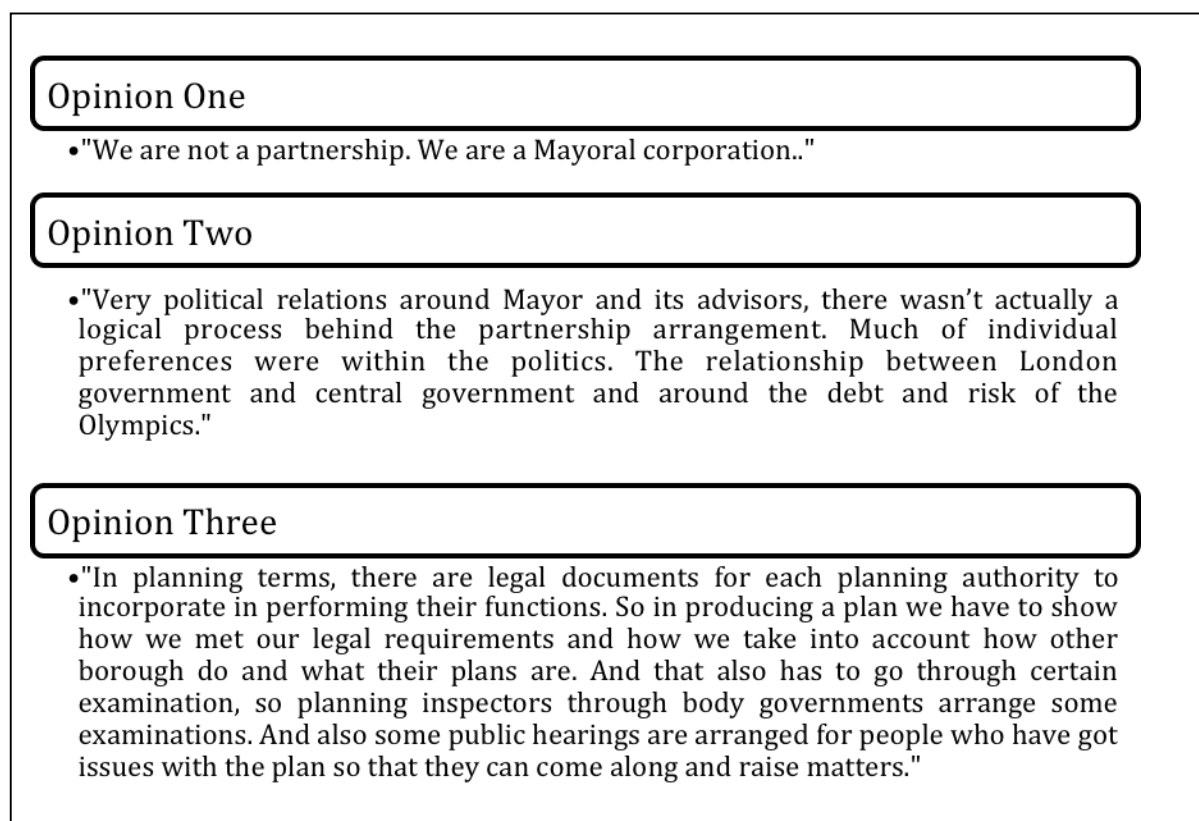 Opinion One
•"We are not a partnership. We are a Mayoral corporation.."
Opinion Two
•"Very political relations around Mayor and its advisors, there wasn’t actually a
logical process behind the partnership arrangement. Much of individual
preferences were within the politics. The relationship between London
government and central government and around the debt and risk of the
Olympics."
Opinion Three
•"In planning terms, there are legal documents for each planning authority to
incorporate in performing their functions. So in producing a plan we have to show
how we met our legal requirements and how we take into account how other
borough do and what their plans are. And that also has to go through certain
examination, so planning inspectors through body governments arrange some
examinations. And also some public hearings are arranged for people who have got
issues with the plan so that they can come along and raise matters."